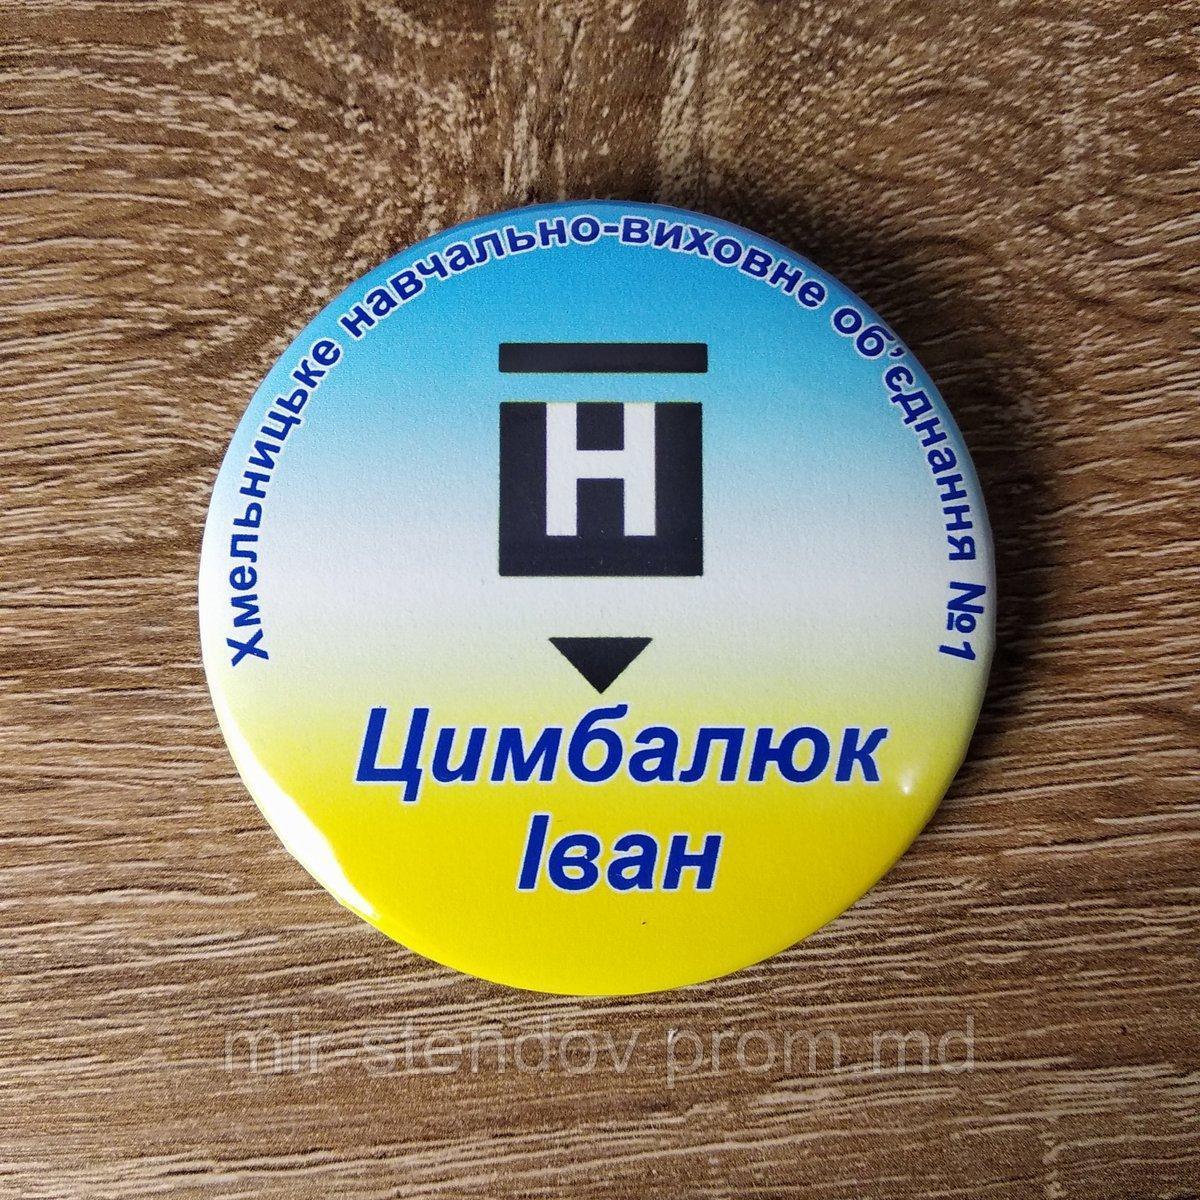 Хмельницьке навчально-виховне об'єднання №1
Н
Цимбалюк
Іван
mir-stendov.prom.md